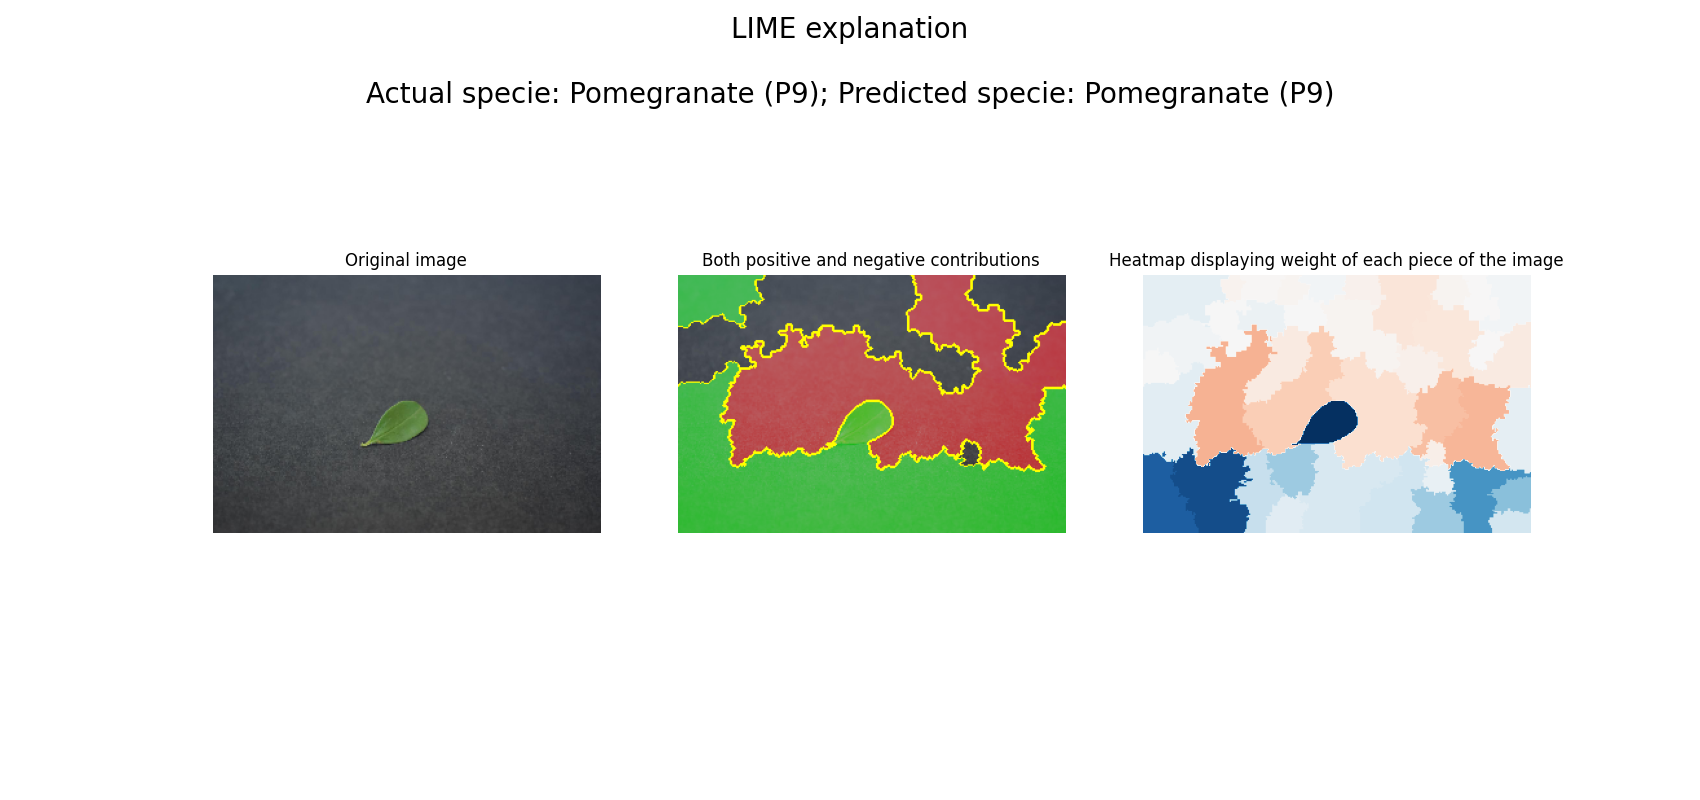 LIME explanation
Actual specie: Pomegranate (P9); Predicted specie: Pomegranate (P9)
Original image
Both positive and negative contributions
Heatmap displaying weight of each piece of the image